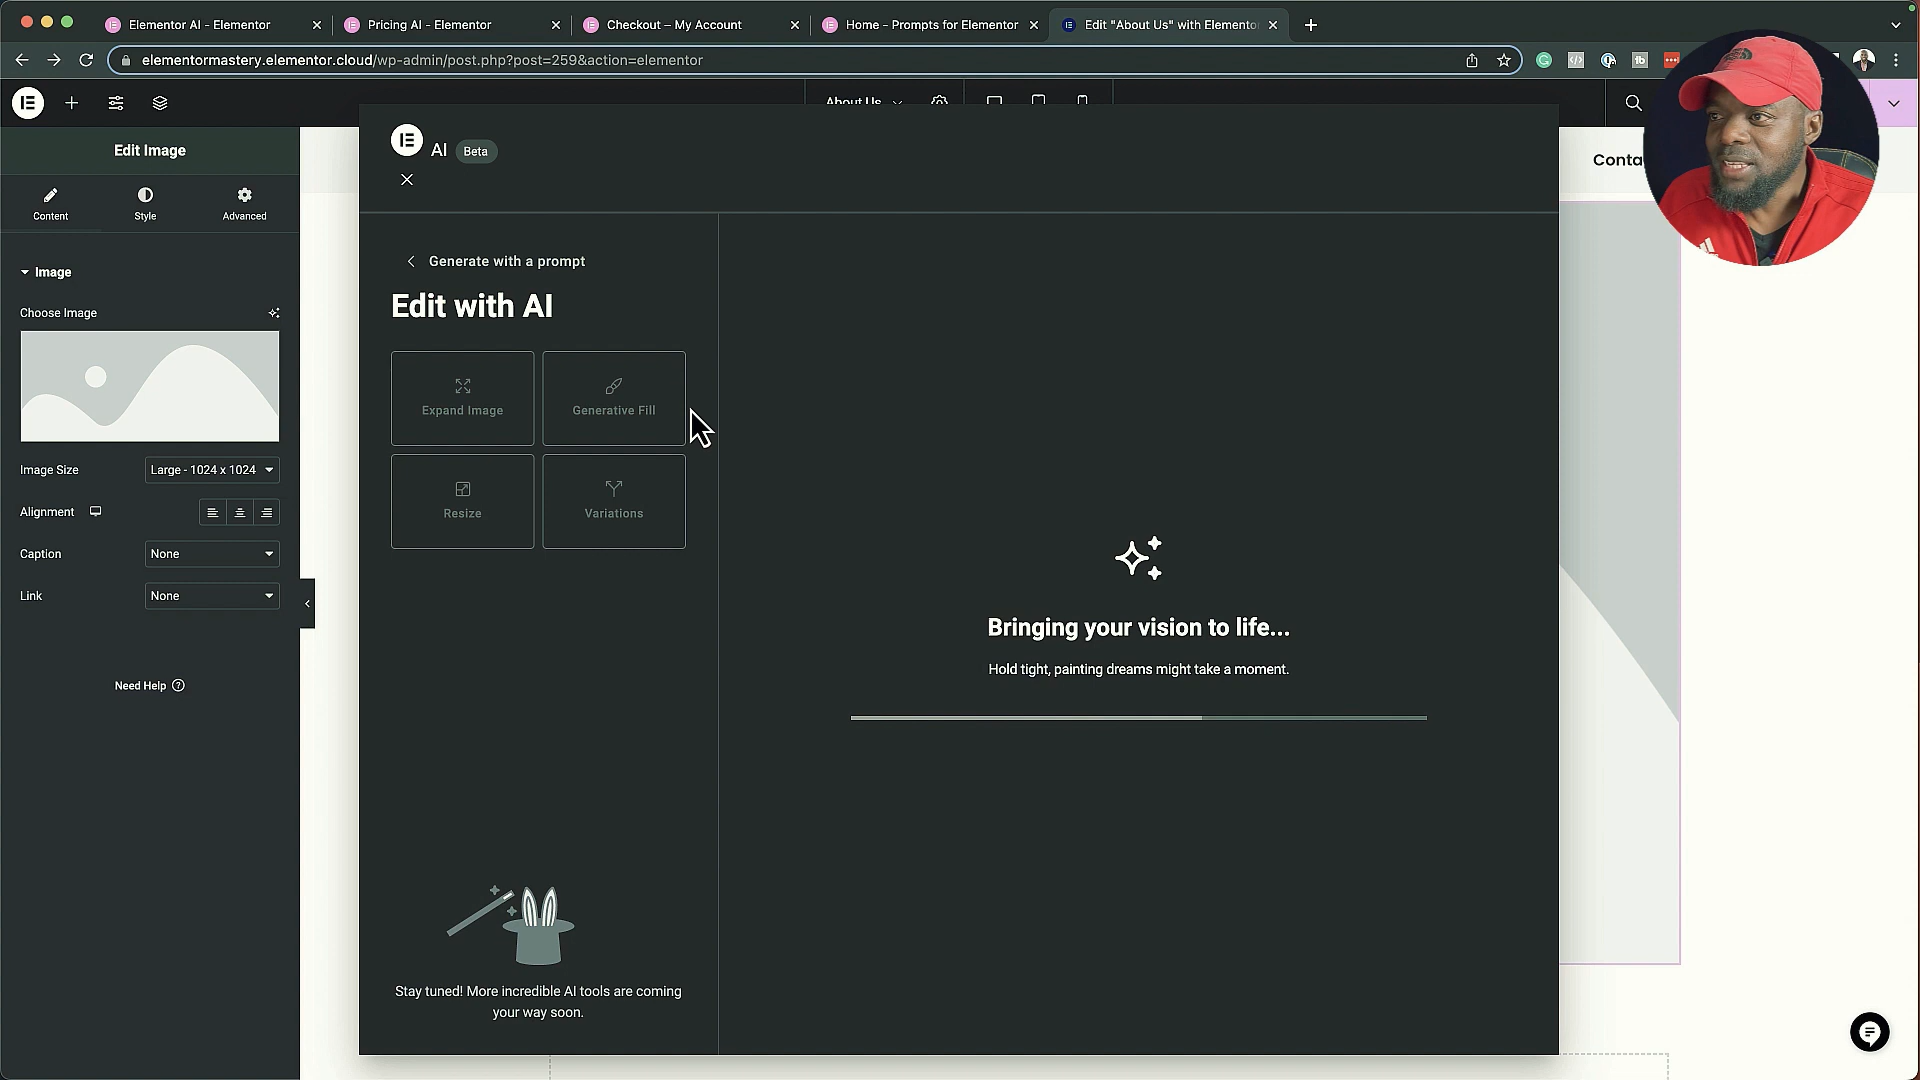 Elementor AI - Elementor
Pricing AI - Elementor
Checkout – My Account
Home - Prompts for Elementor
Edit "About Us" with Elemento
elementormastery.elementor.cloud/wp-admin/post.php?post=259&action=elementor
About Us
Edit Image
AI Beta
Conta
Content
Style
Advanced
Generate with a prompt
Image
Edit with AI
Choose Image
Expand Image
Generative Fill
Image Size
Large - 1024 x 1024
Resize
Variations
Alignment
Caption
None
Link
None
Bringing your vision to life...
Hold tight, painting dreams might take a moment.
Need Help
Stay tuned! More incredible AI tools are coming
your way soon.